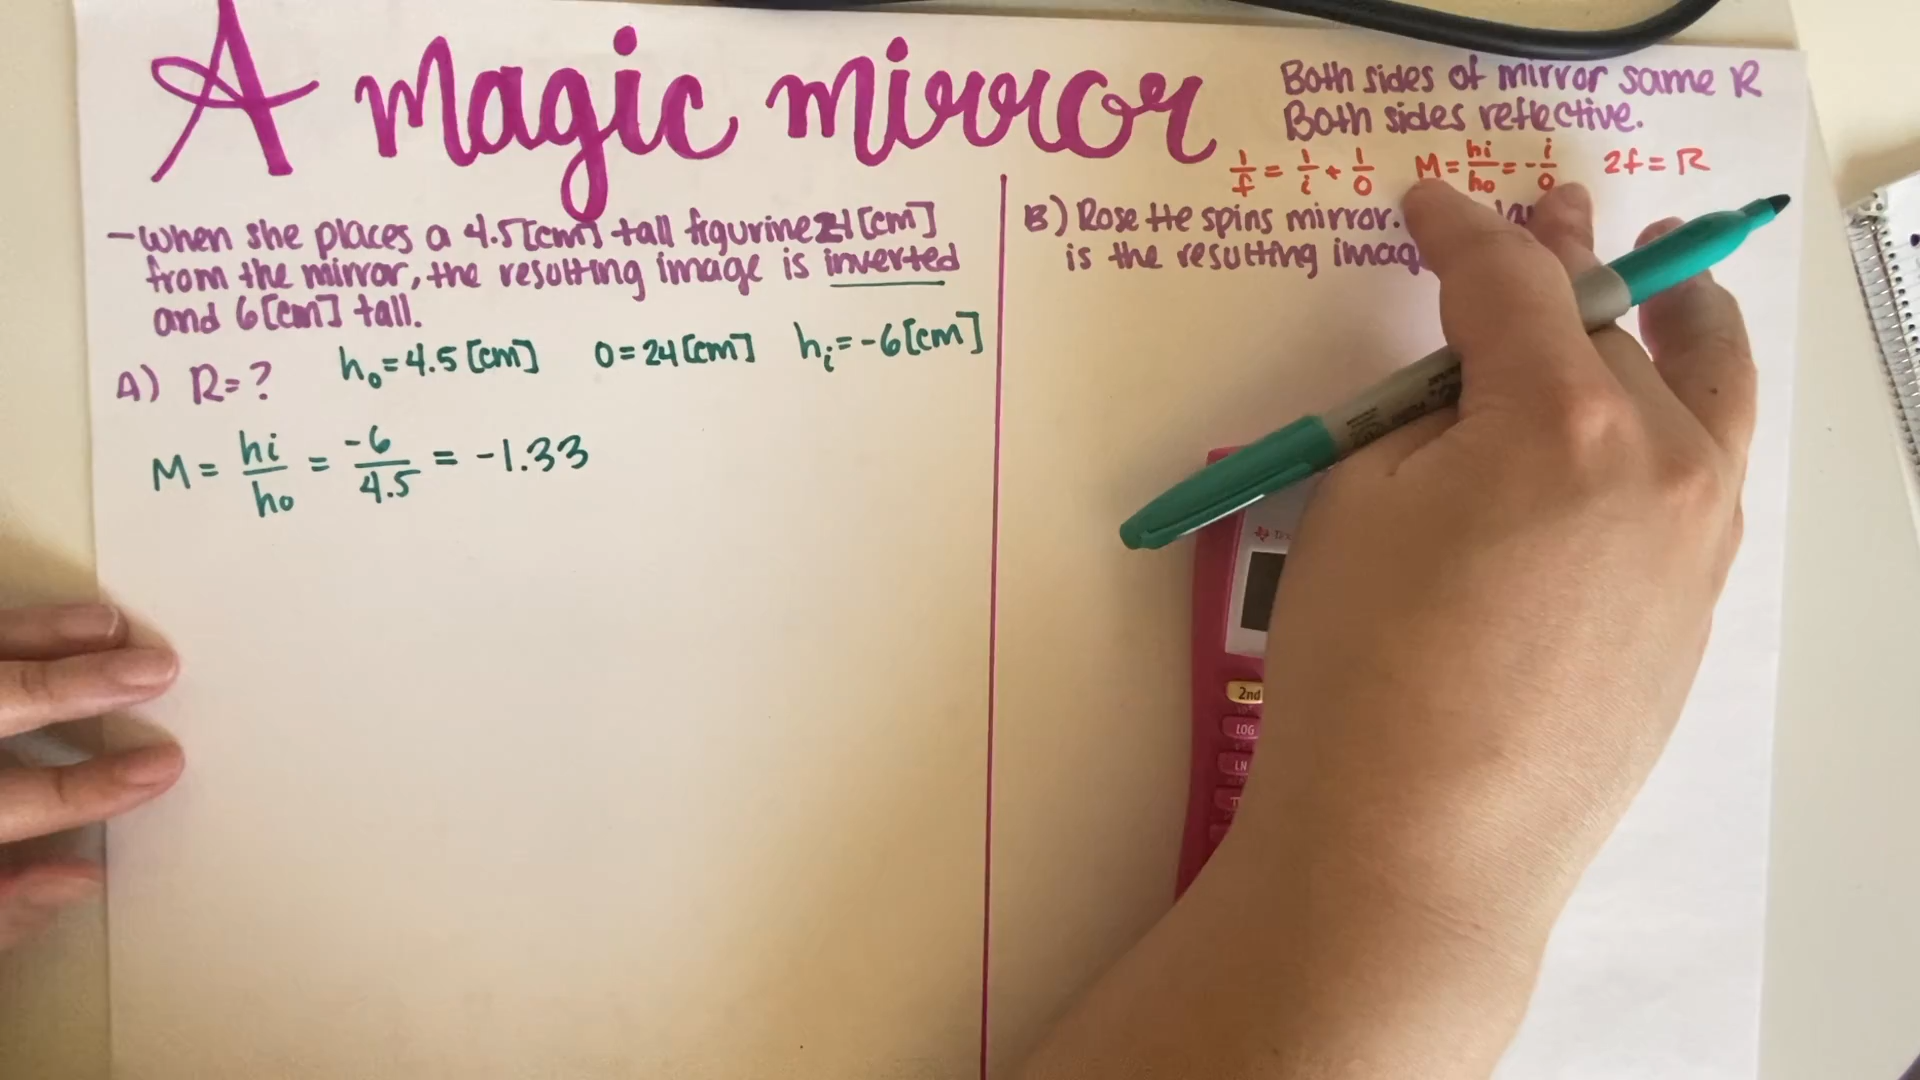 A magic mirror
Both sides of mirror same R
Both sides reflective.
1/f = 1/i + 1/o M = hi/ho = -i/o 2f = R
-When she places a 4.5[cm] tall figurine 24[cm]
from the mirror, the resulting image is inverted
and 6[cm] tall.
A) R=? ho=4.5[cm] o=24[cm] hi=-6[cm]
M = hi/ho = -6/4.5 = -1.33
B) Rosette spins mirror.
is the resulting imag
2nd
LOG
LN